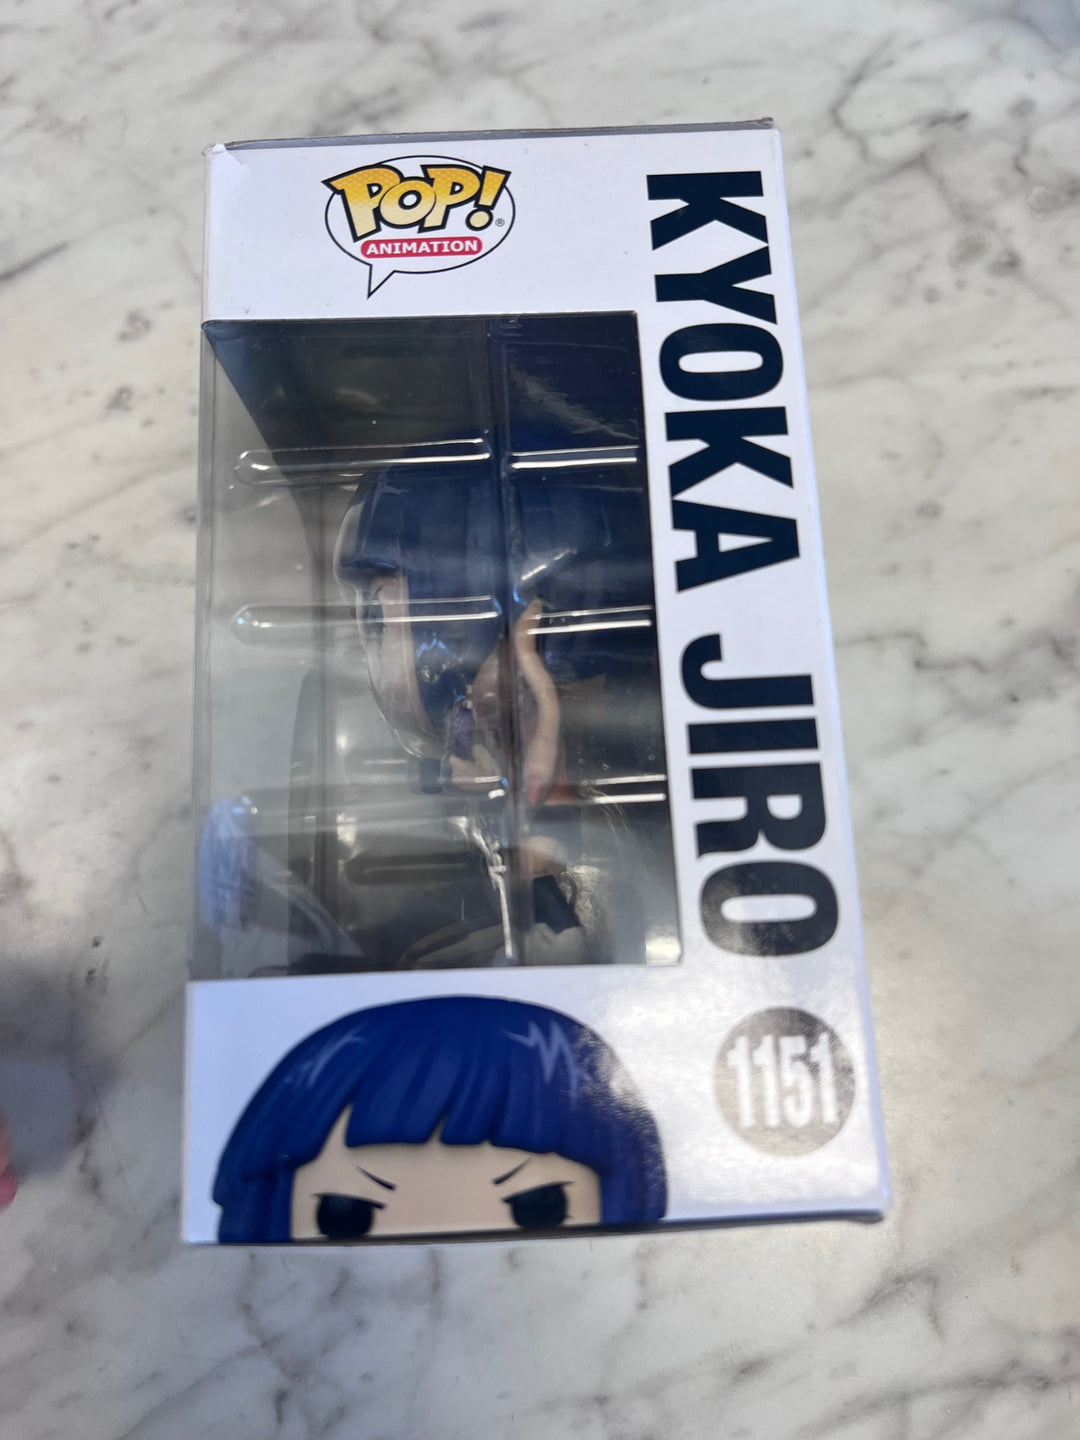 POP!
®
ANIMATION
KYOKA JIRO
1151